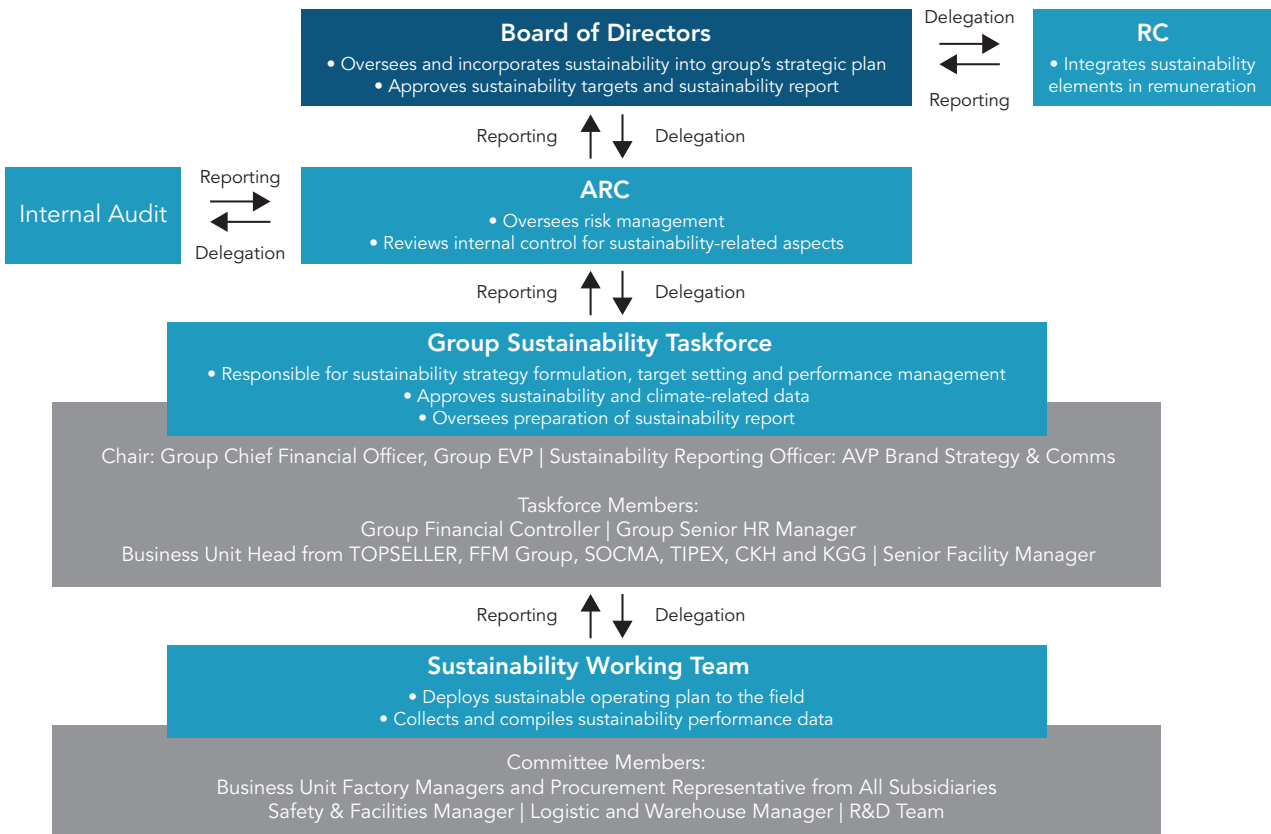 Board of Directors
• Oversees and incorporates sustainability into group's strategic plan
• Approves sustainability targets and sustainability report
Delegation
Reporting
RC
• Integrates sustainability
elements in remuneration
Reporting
Delegation
Internal Audit
Reporting
Delegation
ARC
• Oversees risk management
• Reviews internal control for sustainability-related aspects
Reporting
Delegation
Group Sustainability Taskforce
• Responsible for sustainability strategy formulation, target setting and performance management
• Approves sustainability and climate-related data
• Oversees preparation of sustainability report
Chair: Group Chief Financial Officer, Group EVP | Sustainability Reporting Officer: AVP Brand Strategy & Comms
Taskforce Members:
Group Financial Controller | Group Senior HR Manager
Business Unit Head from TOPSELLER, FFM Group, SOCMA, TIPEX, CKH and KGG | Senior Facility Manager
Reporting
Delegation
Sustainability Working Team
• Deploys sustainable operating plan to the field
• Collects and compiles sustainability performance data
Committee Members:
Business Unit Factory Managers and Procurement Representative from All Subsidiaries
Safety & Facilities Manager | Logistic and Warehouse Manager | R&D Team